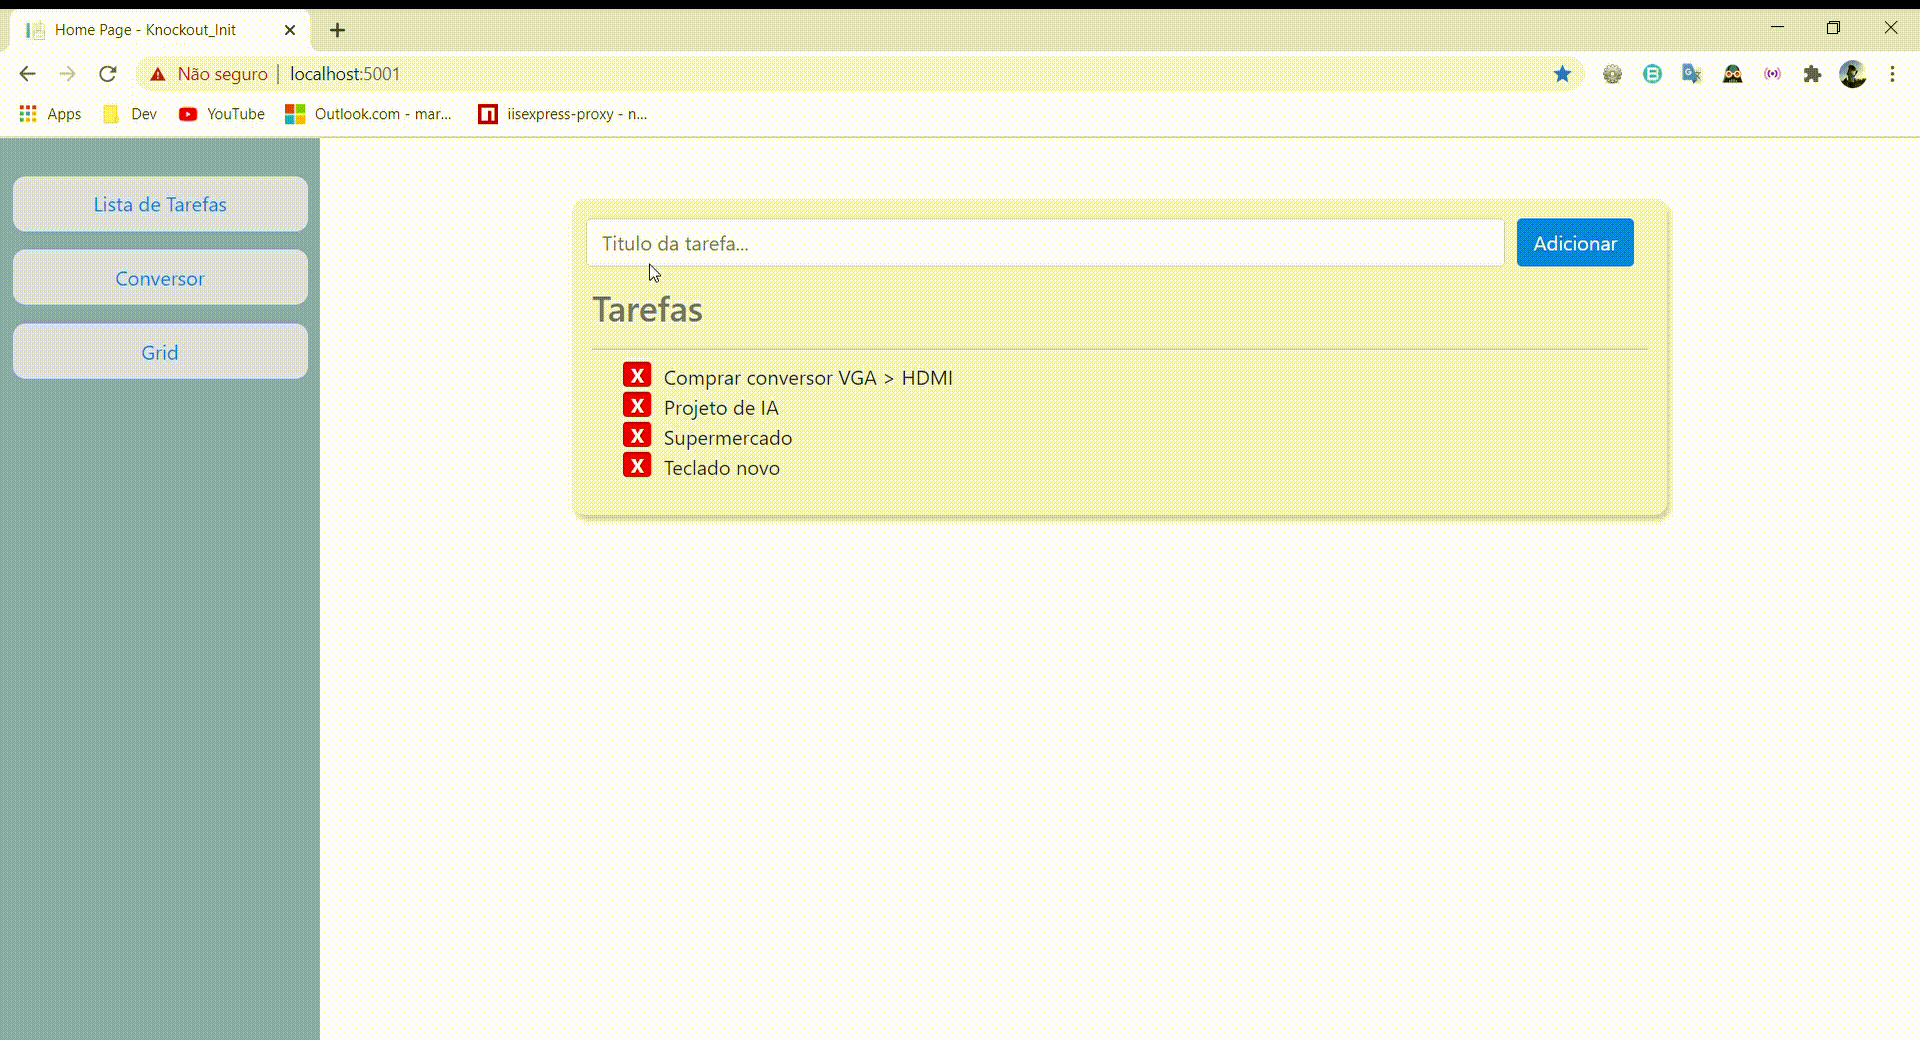 Home Page - Knockout_Init
Não seguro | localhost:5001
Apps Dev YouTube Outlook.com - mar... iisexpress-proxy - n...
Lista de Tarefas
Conversor
Grid
Titulo da tarefa... Adicionar
Tarefas
X Comprar conversor VGA > HDMI
X Projeto de IA
X Supermercado
X Teclado novo